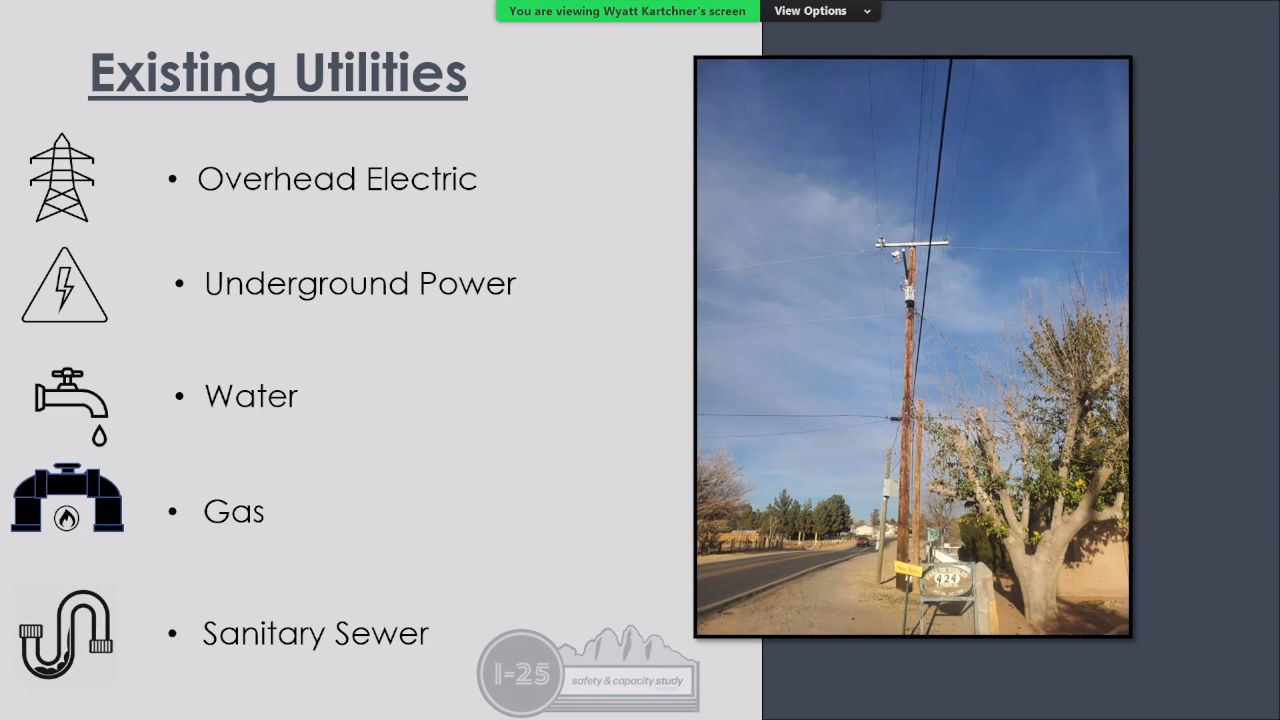 You are viewing Wyatt Kartchner's screen
View Options
Existing Utilities
• Overhead Electric
• Underground Power
• Water
• Gas
• Sanitary Sewer
I-25
safety & capacity study
424